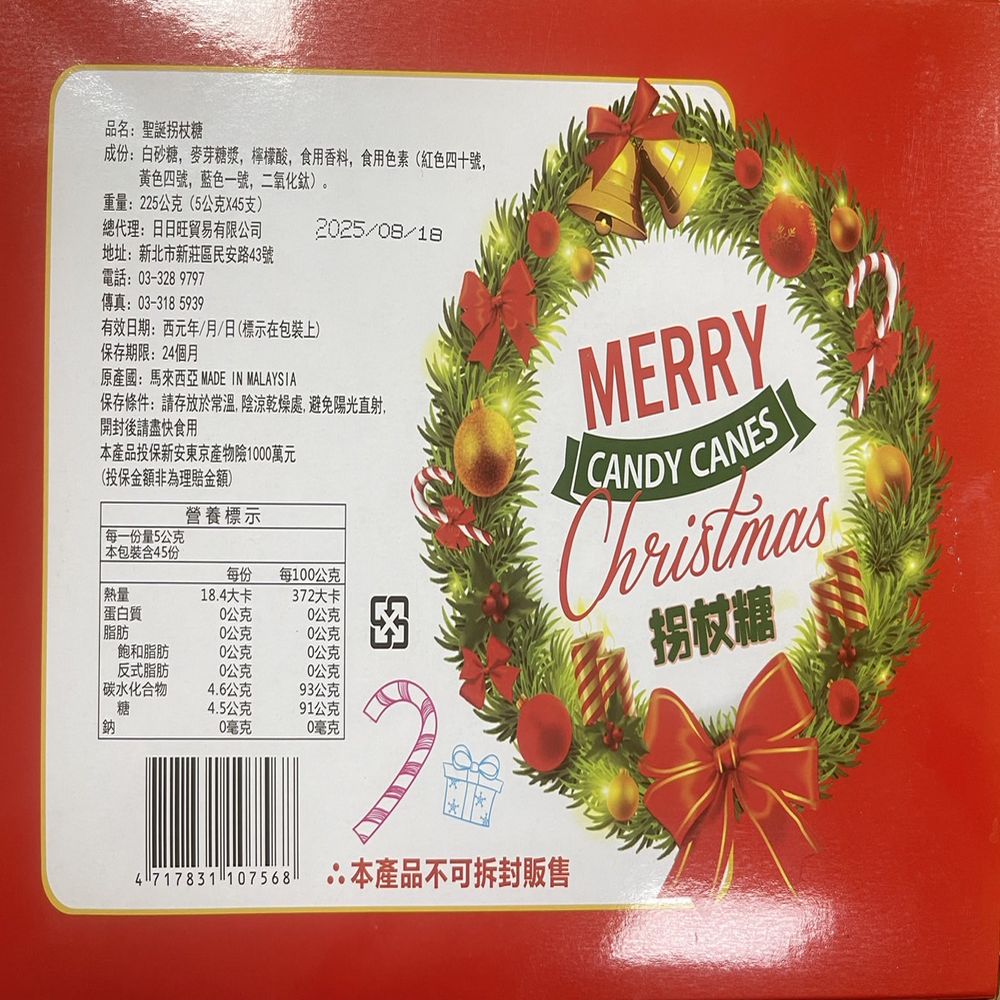 品名：聖誕拐杖糖
成份：白砂糖，麥芽糖漿，檸檬酸，食用香料，食用色素（紅色四十號，
黃色四號，藍色一號，二氧化鈦）。
重量：225公克（5公克X45支）
總代理：日日旺貿易有限公司
2025/08/18
地址：新北市新莊區民安路43號
電話：03-328 9797
傳真：03-318 5939
有效日期：西元年/月/日(標示在包裝上)
保存期限：24個月
原產國：馬來西亞 MADE IN MALAYSIA
保存條件：請存放於常溫,陰涼乾燥處,避免陽光直射,
開封後請盡快食用
本產品投保新安東京產物險1000萬元
(投保金額非為理賠金額)
營養標示
每一份量5公克
本包裝含45份
每份 每100公克
熱量 18.4大卡 372大卡
蛋白質 0公克 0公克
脂肪 0公克 0公克
飽和脂肪 0公克 0公克
反式脂肪 0公克 0公克
碳水化合物 4.6公克 93公克
糖 4.5公克 91公克
鈉 0毫克 0毫克
4 717831 107568
∴本產品不可拆封販售
MERRY
CANDY CANES
Christmas
拐杖糖